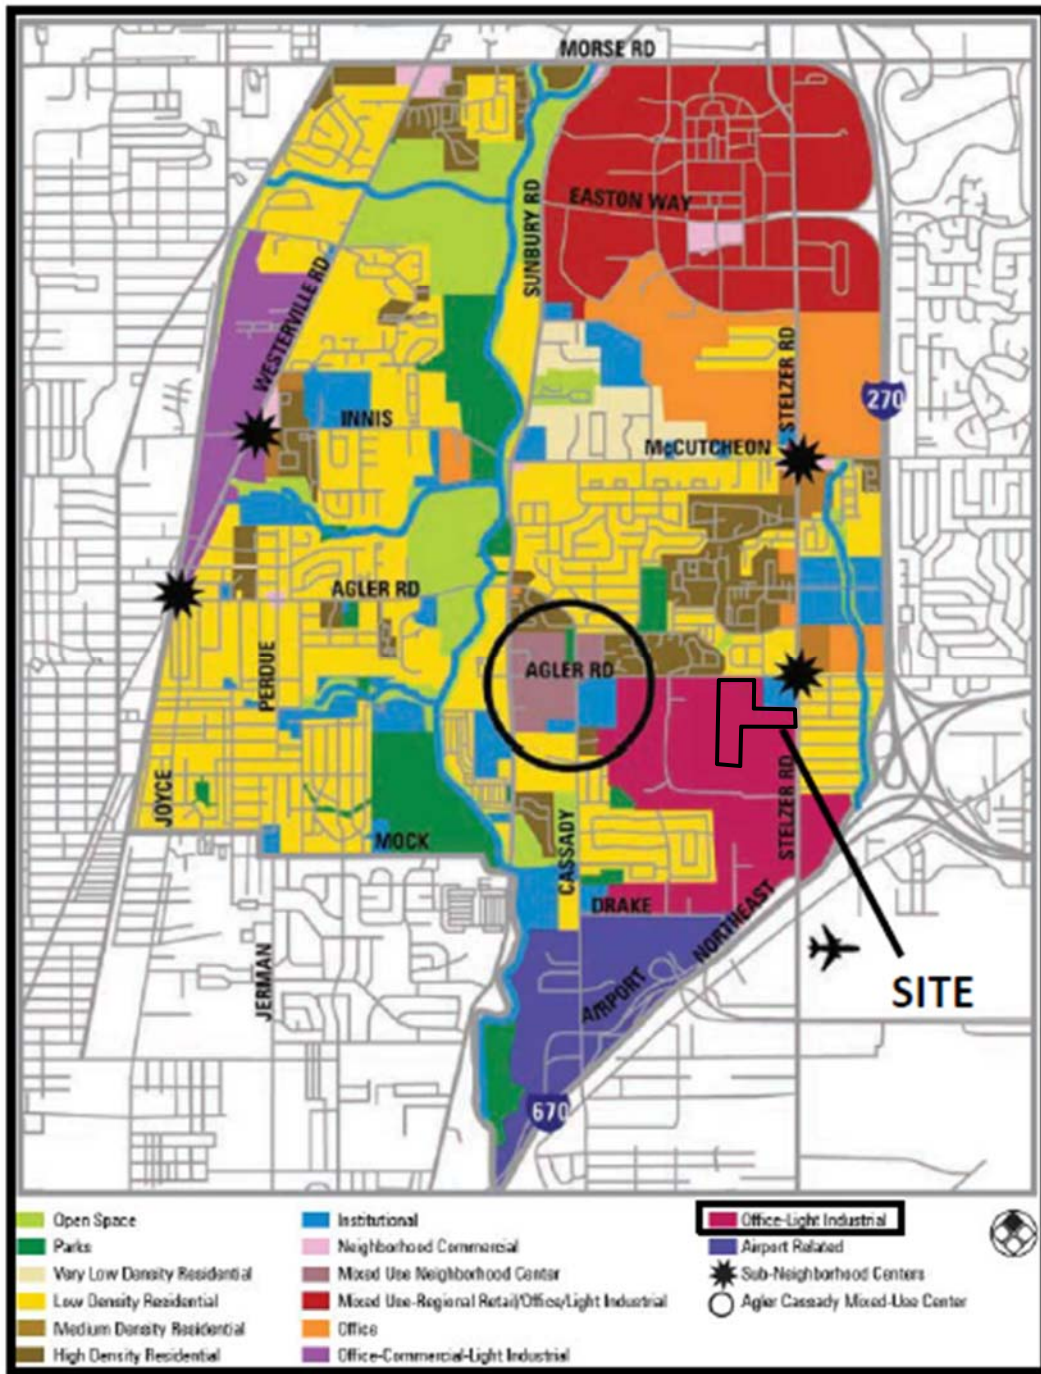 MORSE RD
EASTON WAY
SUNBURY RD
WESTERVILLE RD
STELZER RD
270
INNIS
McCUTCHEON
AGLER RD
AGLER RD
PERDUE
JOYCE
STELZER RD
MOCK
CASSADY
DRAKE
NORTHEAST
AIRPORT
JERMAN
SITE
670
Open Space
Parks
Very Low Density Residential
Low Density Residential
Medium Density Residential
High Density Residential
Institutional
Neighborhood Commercial
Mixed Use Neighborhood Center
Mixed Use-Regional Retail/Office/Light Industrial
Office
Office-Commercial-Light Industrial
Office-Light Industrial
Airport Related
Sub-Neighborhood Centers
Agler Cassady Mixed-Use Center